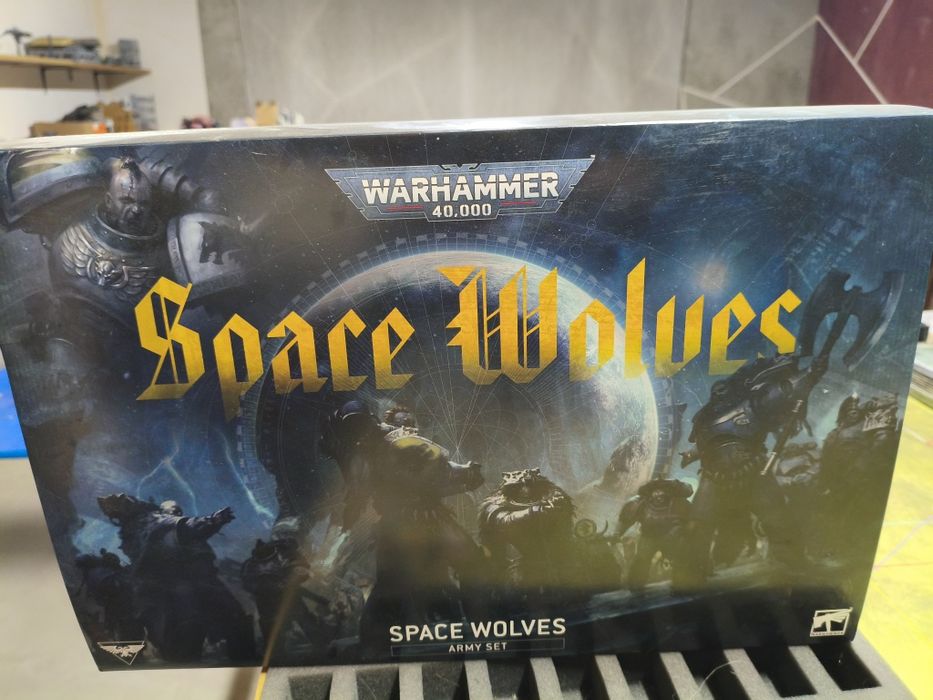 WARHAMMER
40,000
Space Wolves
SPACE WOLVES
ARMY SET